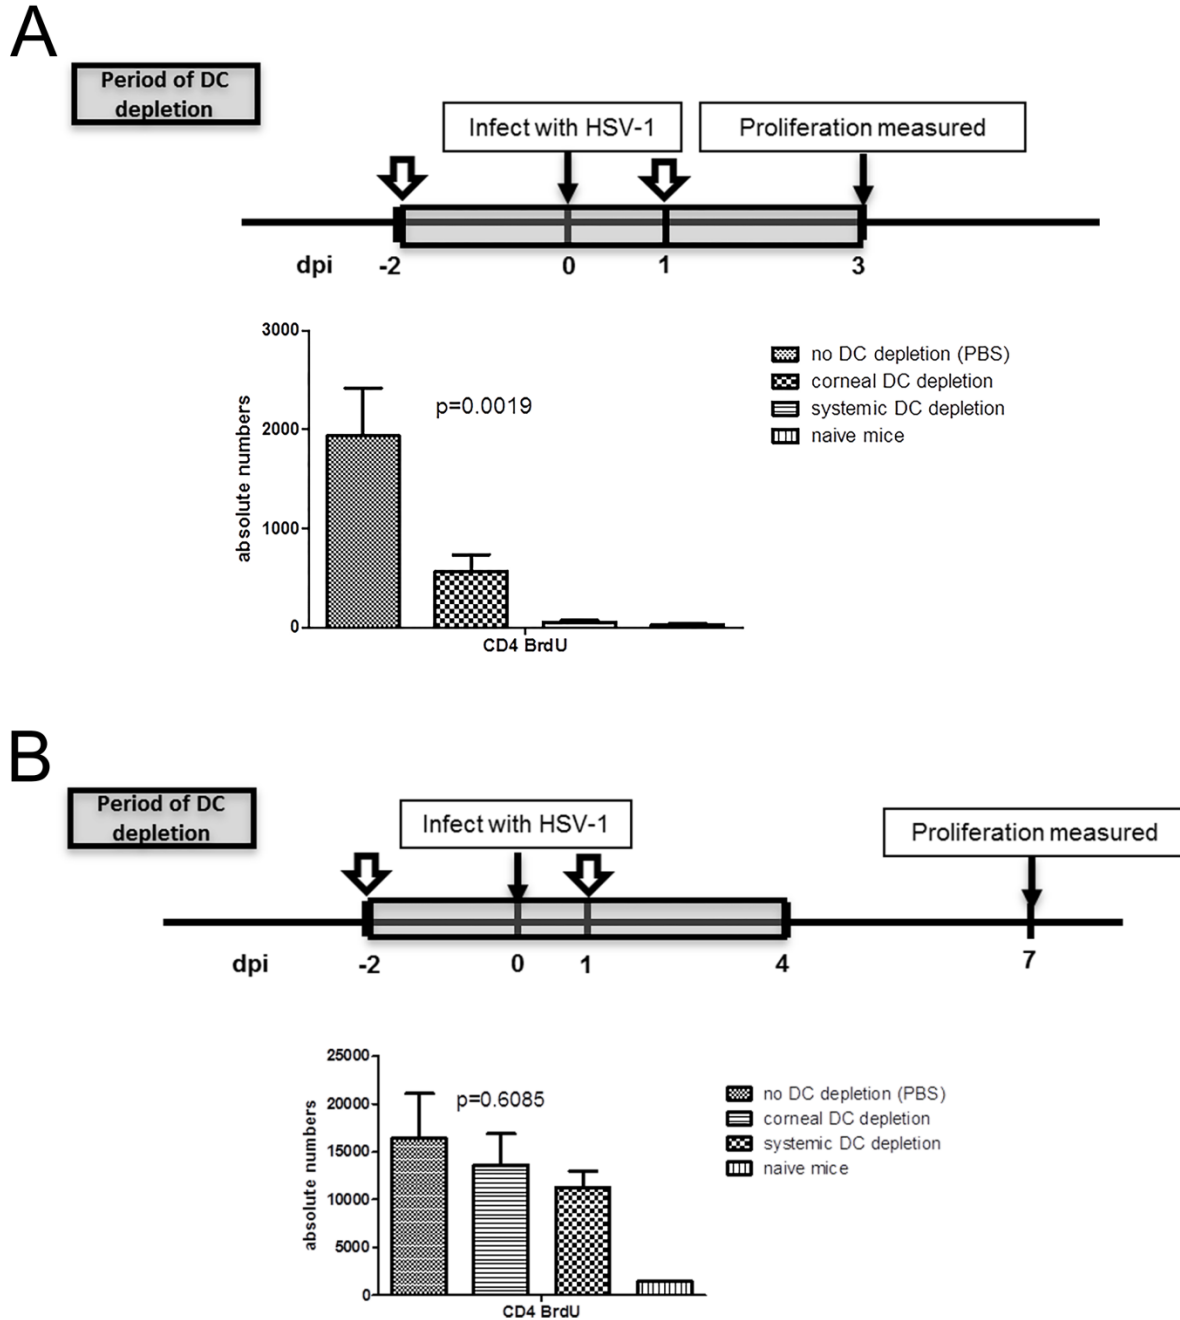 A
Period of DC
depletion
Infect with HSV-1
Proliferation measured
dpi
-2
0
1
3
3000
2000
1000
0
absolute numbers
p=0.0019
CD4 BrdU
no DC depletion (PBS)
corneal DC depletion
systemic DC depletion
naive mice
B
Period of DC
depletion
Infect with HSV-1
Proliferation measured
dpi
-2
0
1
4
7
25000
20000
15000
10000
5000
0
absolute numbers
p=0.6085
CD4 BrdU
no DC depletion (PBS)
corneal DC depletion
systemic DC depletion
naive mice